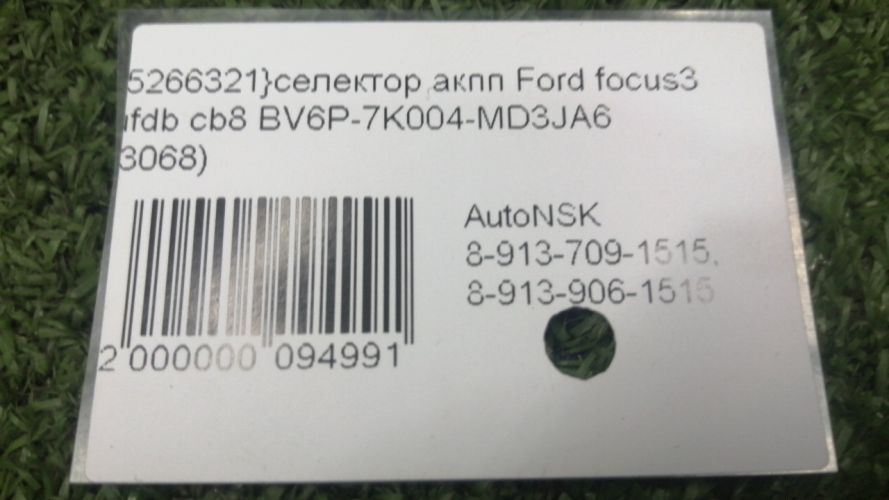 5266321}селектор акпп Ford focus3
ufdb cb8 BV6P-7K004-MD3JA6
3068)
AutoNSK
8-913-709-1515,
8-913-906-1515
2 000000 094991